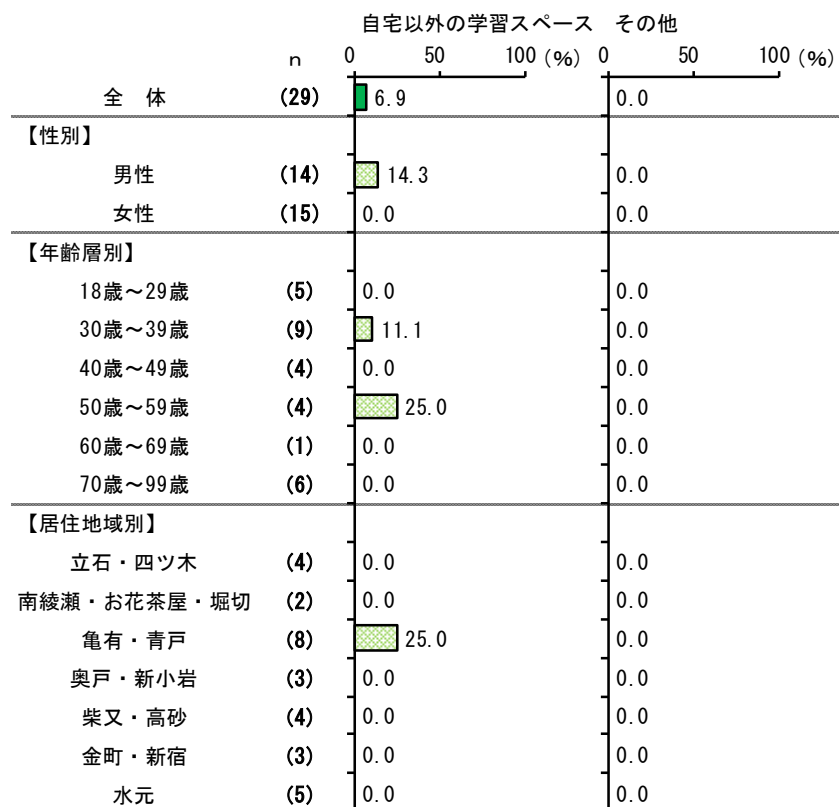 自宅以外の学習スペース　その他
n 0 50 100 (%) 0 50 100 (%)
全　体 (29) 6.9 0.0
【性別】
男性 (14) 14.3 0.0
女性 (15) 0.0 0.0
【年齢層別】
18歳～29歳 (5) 0.0 0.0
30歳～39歳 (9) 11.1 0.0
40歳～49歳 (4) 0.0 0.0
50歳～59歳 (4) 25.0 0.0
60歳～69歳 (1) 0.0 0.0
70歳～99歳 (6) 0.0 0.0
【居住地域別】
立石・四ツ木 (4) 0.0 0.0
南綾瀬・お花茶屋・堀切 (2) 0.0 0.0
亀有・青戸 (8) 25.0 0.0
奥戸・新小岩 (3) 0.0 0.0
柴又・高砂 (4) 0.0 0.0
金町・新宿 (3) 0.0 0.0
水元 (5) 0.0 0.0